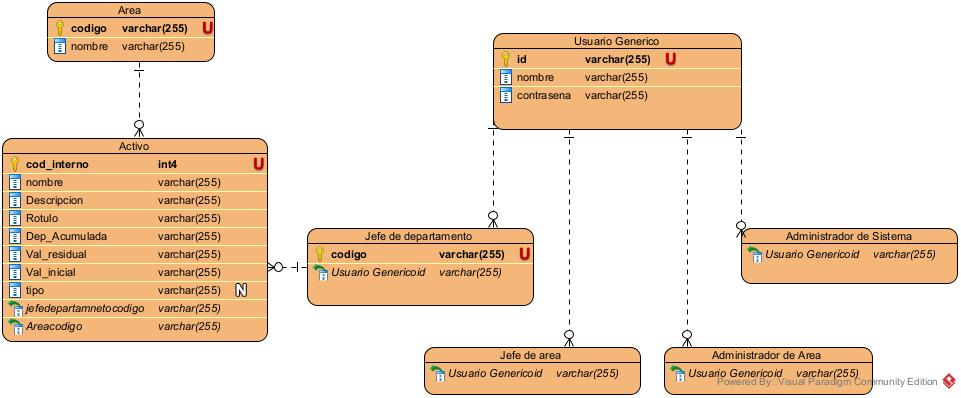 Area
codigo varchar(255) U
nombre varchar(255)
Usuario Generico
id varchar(255) U
nombre varchar(255)
contrasena varchar(255)
Activo
cod_interno int4 U
nombre varchar(255)
Descripcion varchar(255)
Rotulo varchar(255)
Dep_Acumulada varchar(255)
Val_residual varchar(255)
Val_inicial varchar(255)
tipo varchar(255) N
jefedepartamnetocodigo varchar(255)
Areacodigo varchar(255)
Jefe de departamento
codigo varchar(255) U
Usuario Genericoid varchar(255)
Administrador de Sistema
Usuario Genericoid varchar(255)
Jefe de area
Usuario Genericoid varchar(255)
Administrador de Area
Usuario Genericoid varchar(255)
Powered By: Visual Paradigm Community Edition